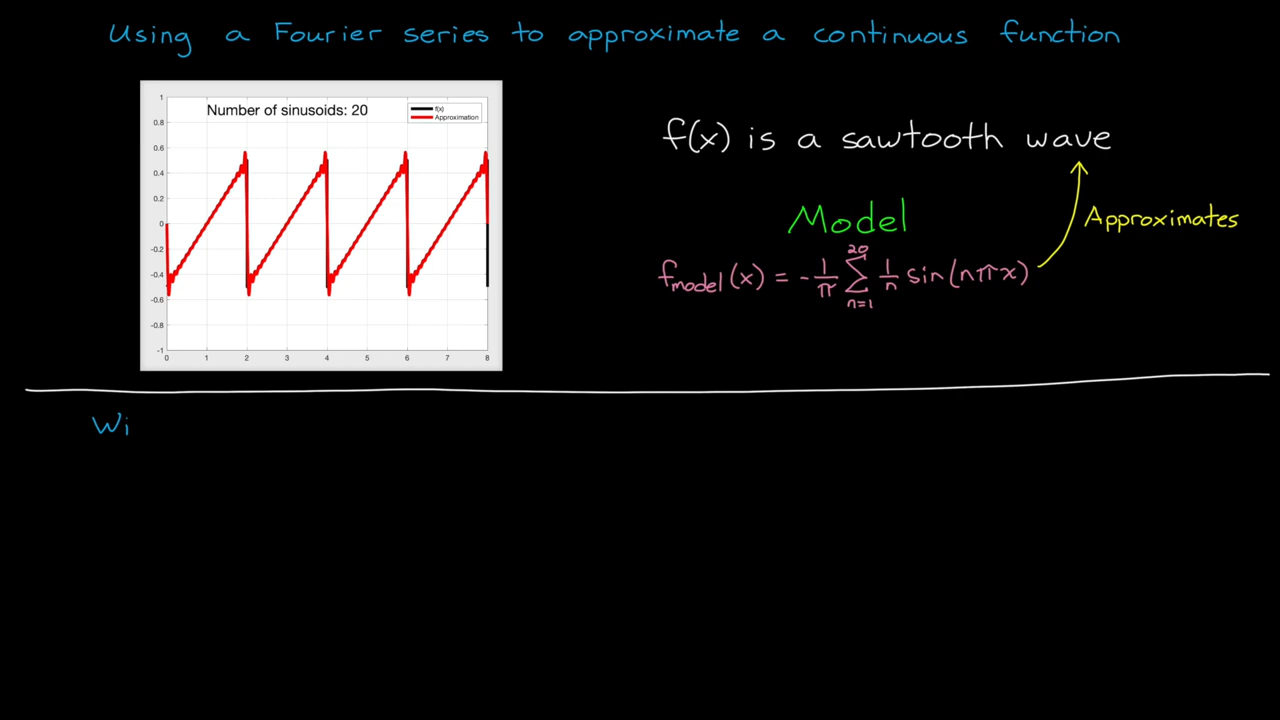 Using a Fourier series to approximate a continuous function
Number of sinusoids: 20
f(x)
Approximation
1
0.8
0.6
0.4
0.2
0
-0.2
-0.4
-0.6
-0.8
-1
0 1 2 3 4 5 6 7 8
f(x) is a sawtooth wave
Model
Approximates
f_model(x) = -1/π ∑_{n=1}^{20} 1/n sin(nπx)
Wi